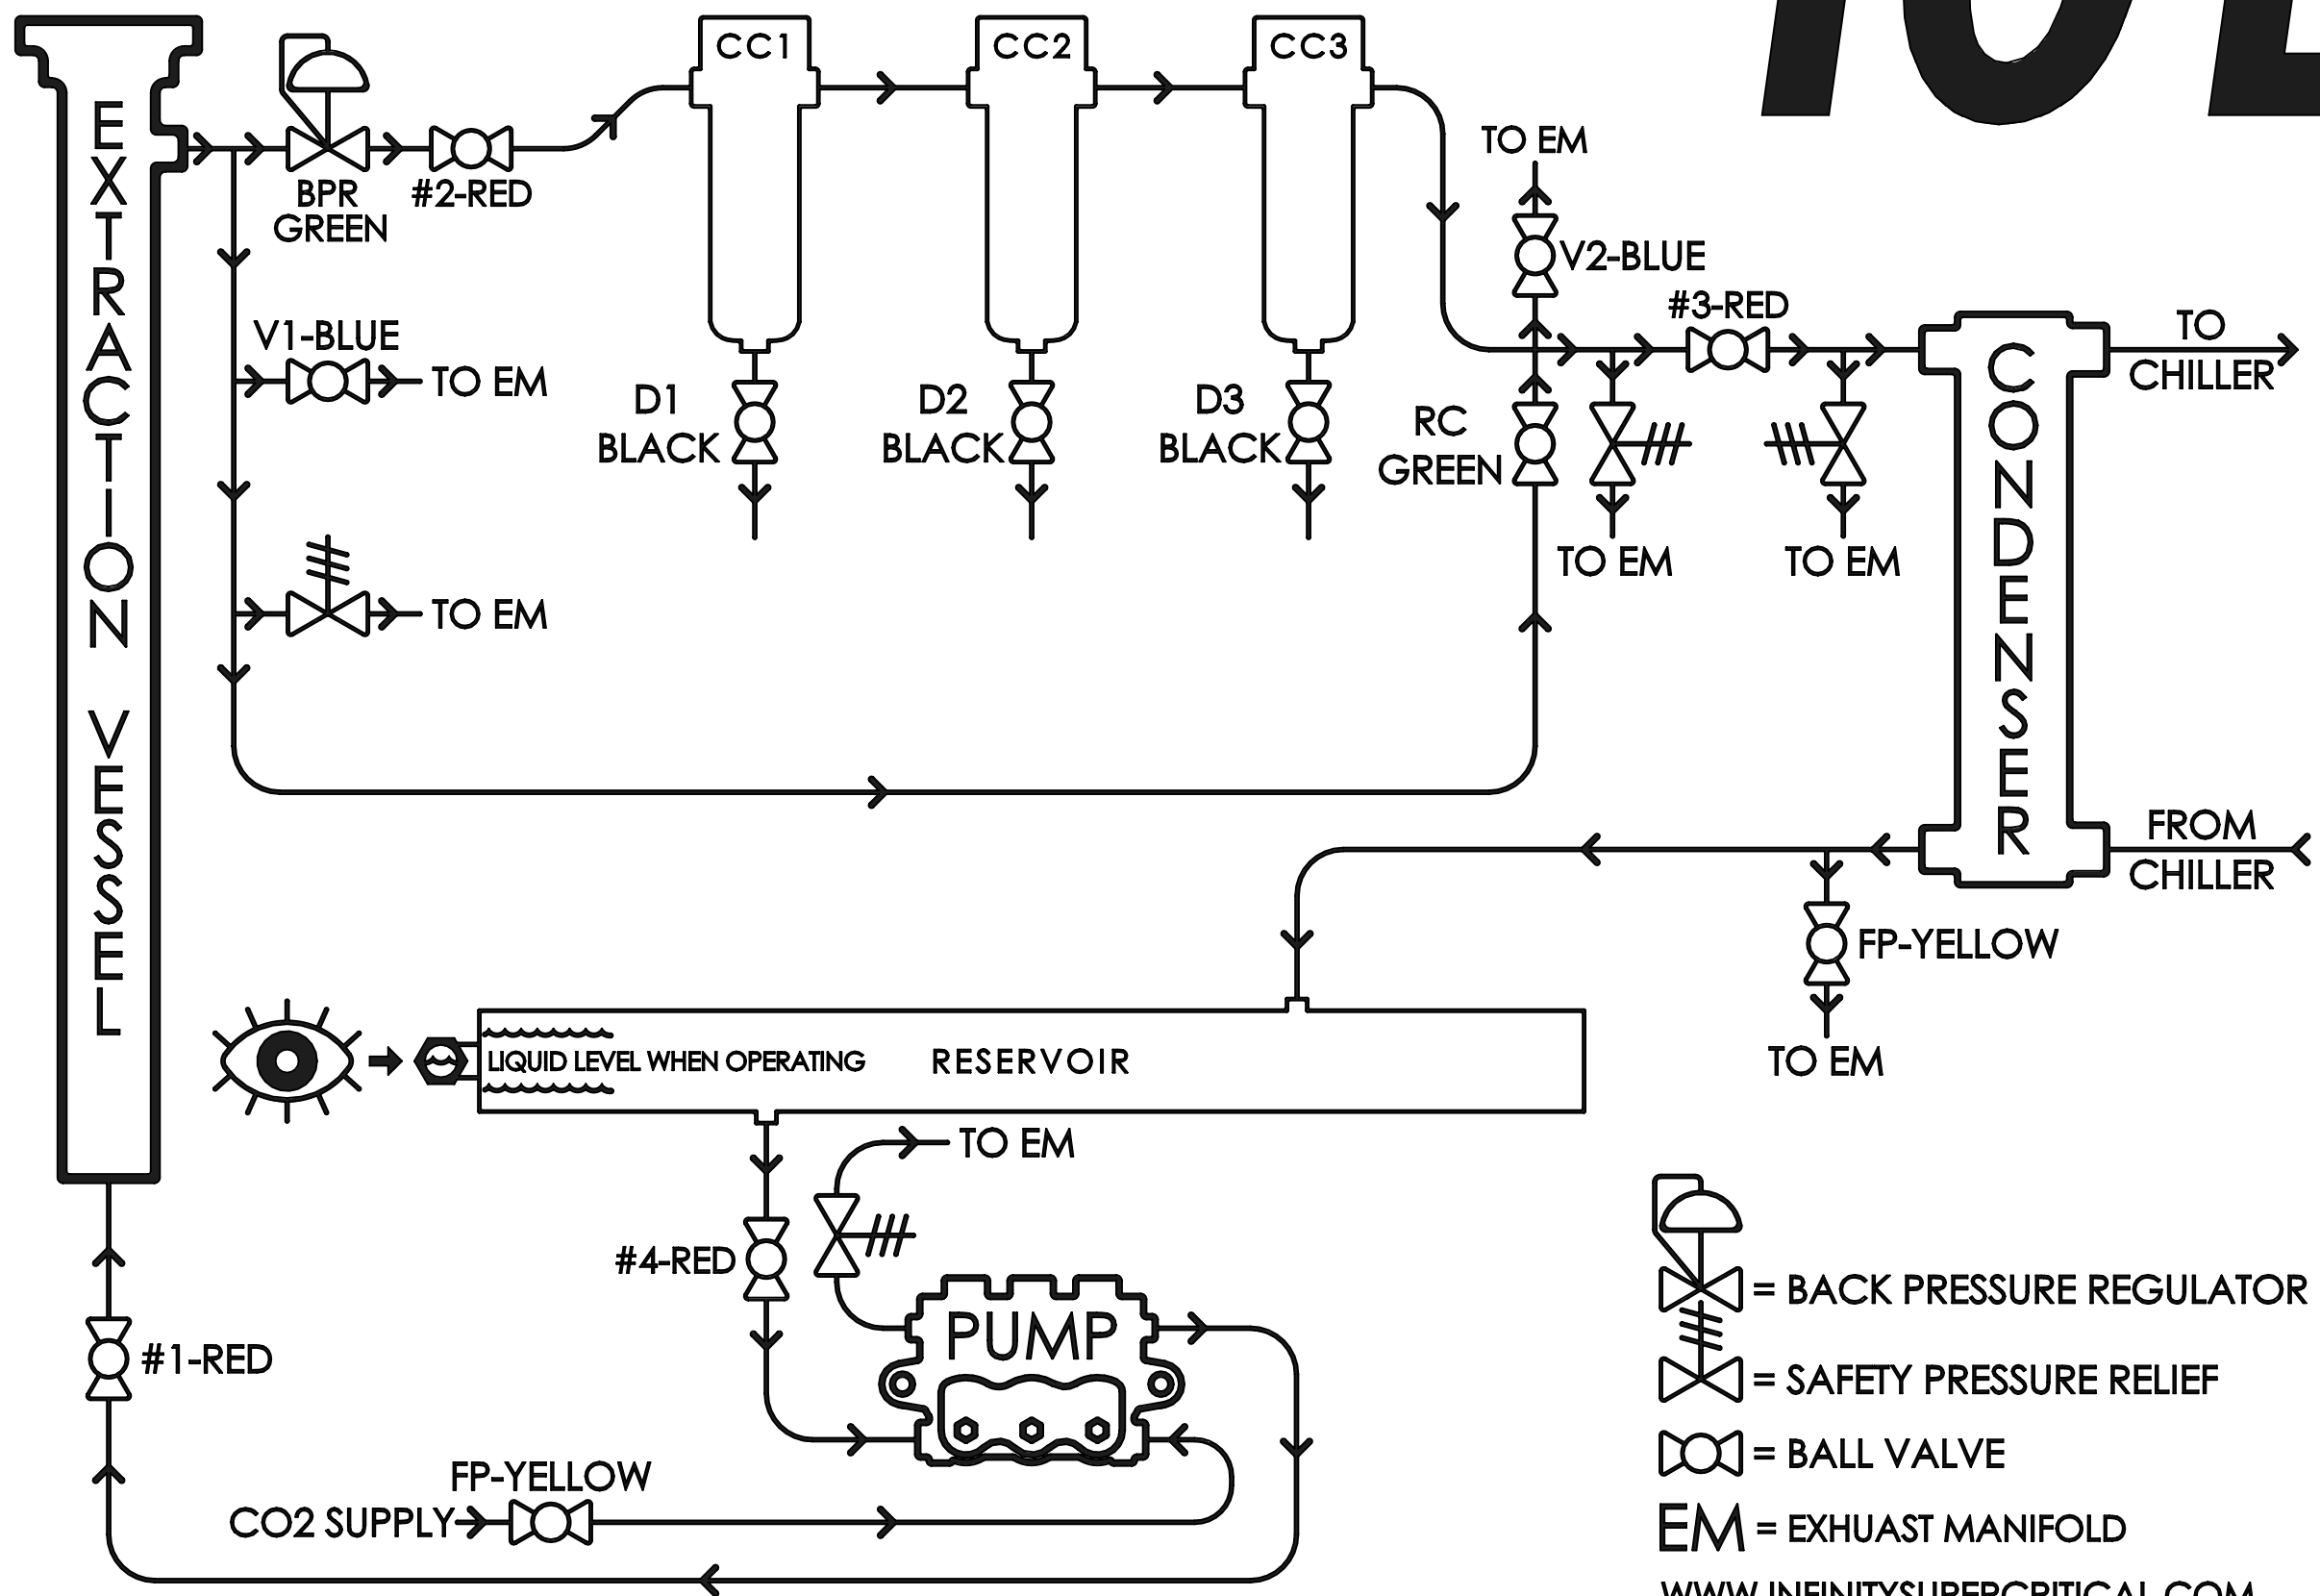 CC1
CC2
CC3
EXTRACTION VESSEL
BPR
GREEN
#2-RED
TO EM
V2-BLUE
#3-RED
V1-BLUE
TO EM
TO
CHILLER
CONDENSER
D1
BLACK
D2
BLACK
D3
BLACK
RC
GREEN
TO EM
TO EM
TO EM
FROM
CHILLER
FP-YELLOW
TO EM
LIQUID LEVEL WHEN OPERATING
RESERVOIR
TO EM
#4-RED
PUMP
#1-RED
FP-YELLOW
CO2 SUPPLY
= BACK PRESSURE REGULATOR
= SAFETY PRESSURE RELIEF
= BALL VALVE
EM = EXHUAST MANIFOLD
WWW.INFINITYSUPERCRITICAL.COM